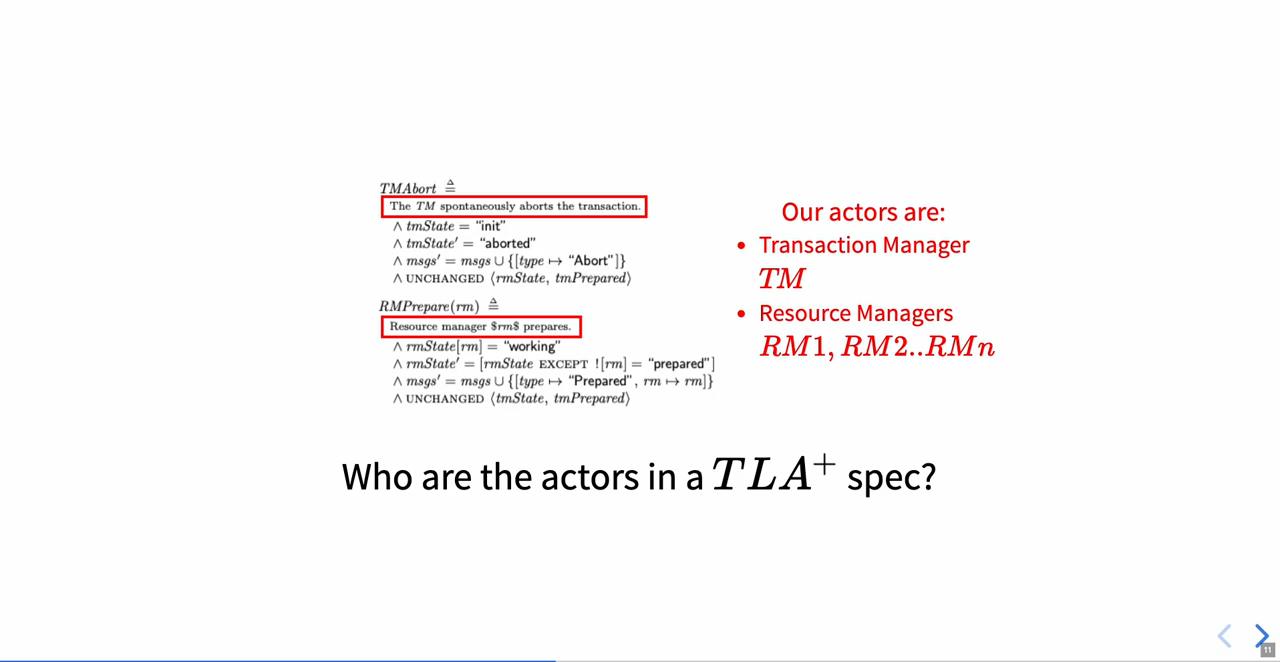 TMAbort ≜
The TM spontaneously aborts the transaction.
∧ tmState = “init”
∧ tmState′ = “aborted”
∧ msgs′ = msgs ∪ {[type ↦ “Abort”]}
∧ UNCHANGED ⟨rmState, tmPrepared⟩
RMPrepare(rm) ≜
Resource manager $rm$ prepares.
∧ rmState[rm] = “working”
∧ rmState′ = [rmState EXCEPT ![rm] = “prepared”]
∧ msgs′ = msgs ∪ {[type ↦ “Prepared”, rm ↦ rm]}
∧ UNCHANGED ⟨tmState, tmPrepared⟩
Our actors are:
• Transaction Manager
TM
• Resource Managers
RM1, RM2..RMn
Who are the actors in a TLA⁺ spec?
11